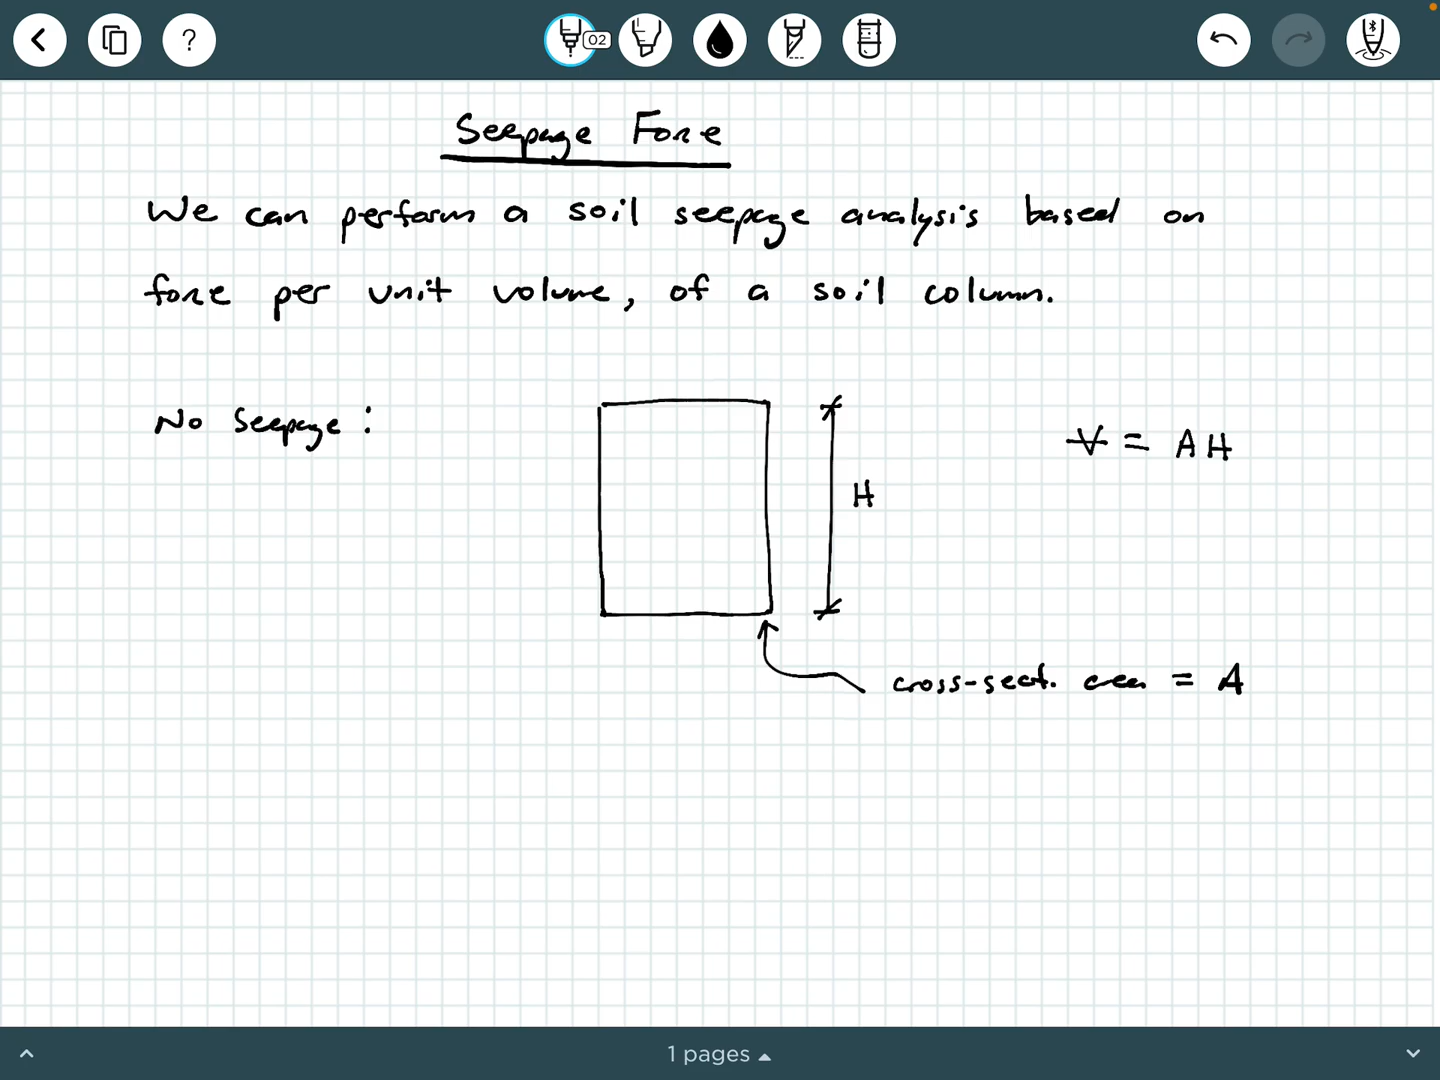 ?
02
Seepage Force
We can perform a soil seepage analysis based on
force per unit volume, of a soil column.
No Seepage:
H
V = AH
cross-sect. area = A
1 pages